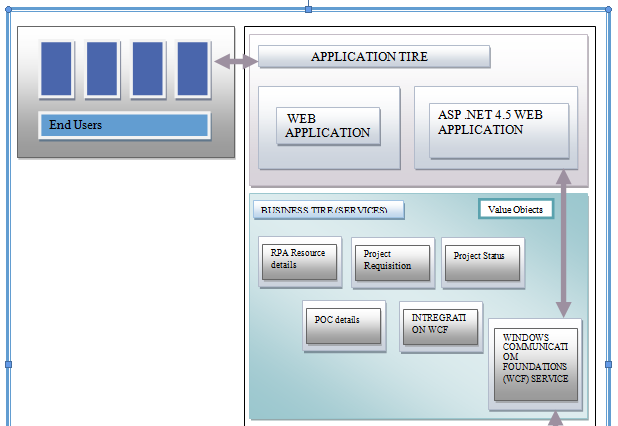 APPLICATION TIRE
End Users
WEB
APPLICATION
ASP .NET 4.5 WEB
APPLICATION
BUSINESS TIRE (SERVICES)
Value Objects
RPA Resource
details
Project
Requisition
Project Status
POC details
INTREGRATI
ON WCF
WINDOWS
COMMUNICATI
OM
FOUNDATIONS
(WCF) SERVICE